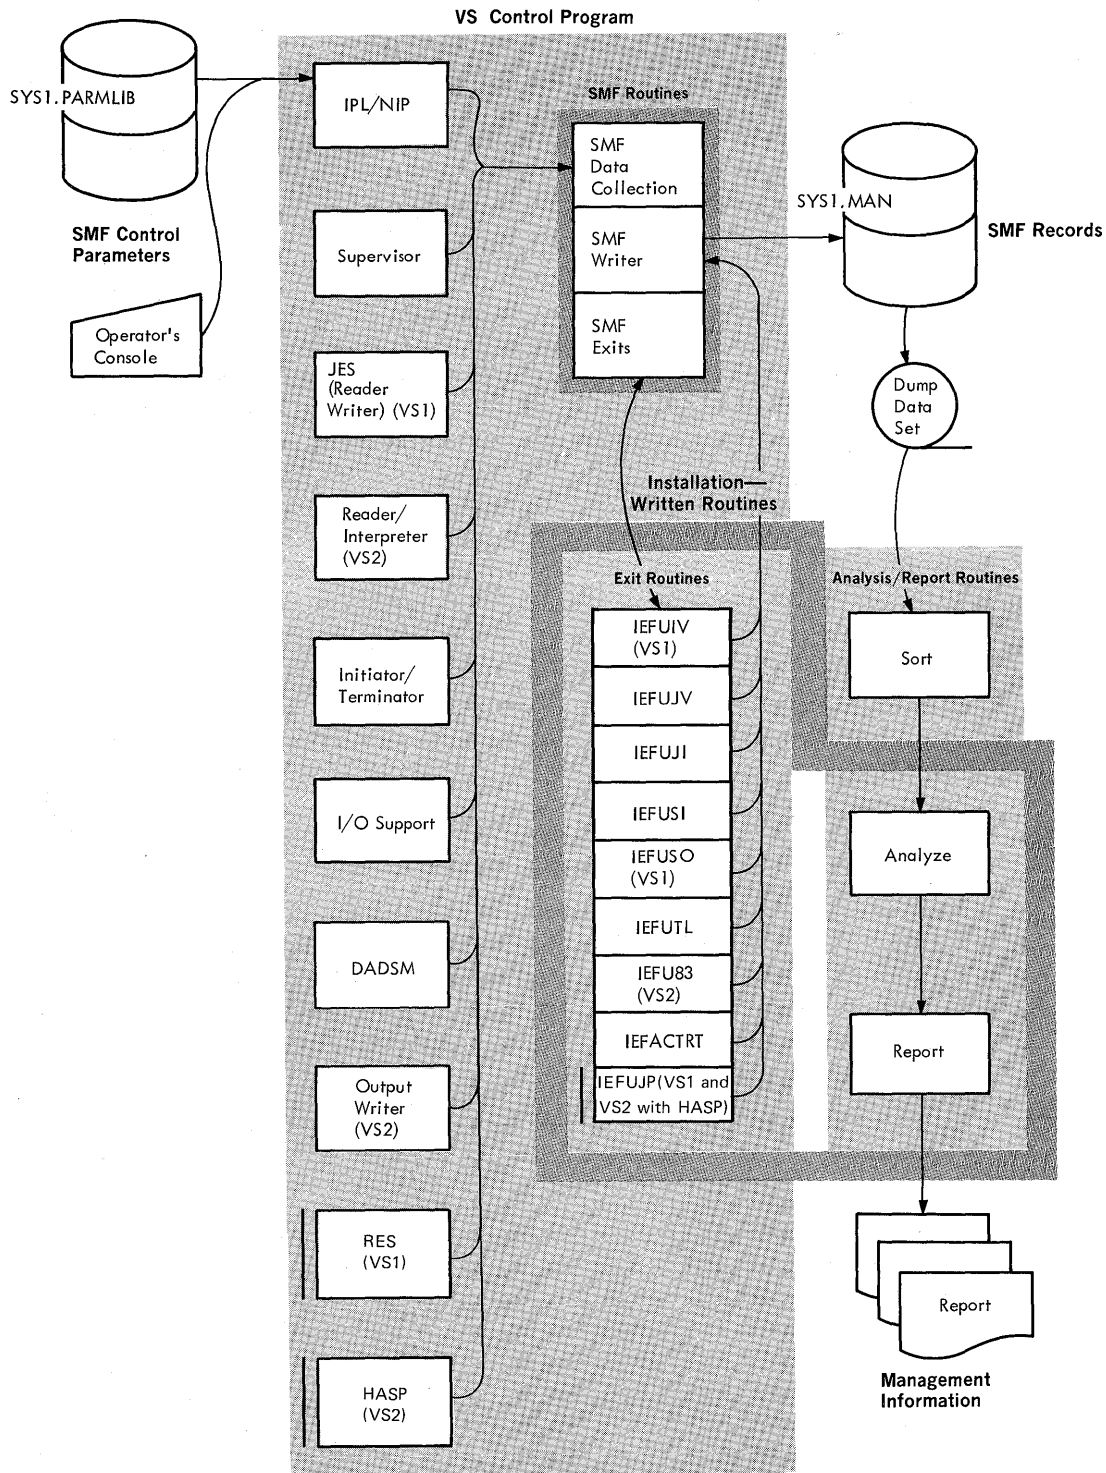 VS Control Program
SYS1.PARMLIB
SMF Control
Parameters
Operator's
Console
IPL/NIP
Supervisor
JES
(Reader
Writer) (VS1)
Reader/
Interpreter
(VS2)
Initiator/
Terminator
I/O Support
DADSM
Output
Writer
(VS2)
RES
(VS1)
HASP
(VS2)
SMF Routines
SMF
Data
Collection
SMF
Writer
SMF
Exits
SYS1.MAN
SMF Records
Dump
Data
Set
Installation—
Written Routines
Exit Routines
IEFUIV
(VS1)
IEFUJV
IEFUJI
IEFUSI
IEFUSO
(VS1)
IEFUTL
IEFU83
(VS2)
IEFACTRT
IEFUJP(VS1 and
VS2 with HASP)
Analysis/Report Routines
Sort
Analyze
Report
Report
Management
Information